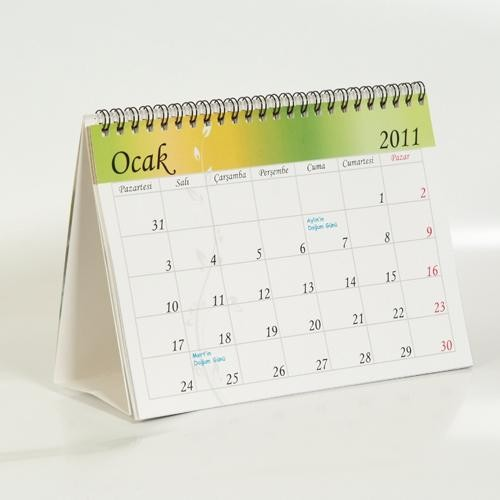 Ocak 2011
Pazartesi Salı Çarşamba Perşembe Cuma Cumartesi Pazar
31 1 2
Aylin'in
Doğum Günü
3 4 5 6 7 8 9
10 11 12 13 14 15 16
17 18 19 20 21 22 23
Mert'in
Doğum Günü
24 25 26 27 28 29 30